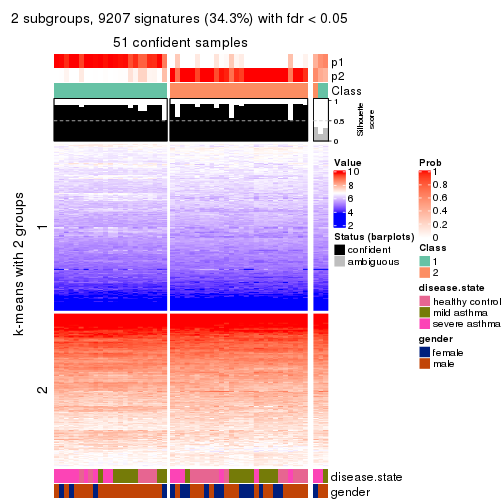 2 subgroups, 9207 signatures (34.3%) with fdr < 0.05
51 confident samples
p1
p2
Class
1
0.5
0
Silhouette
score
k-means with 2 groups
1
2
disease.state
gender
Value
10
8
6
4
2
Status (barplots)
confident
ambiguous
Prob
1
0.8
0.6
0.4
0.2
0
Class
1
2
disease.state
healthy control
mild asthma
severe asthma
gender
female
male